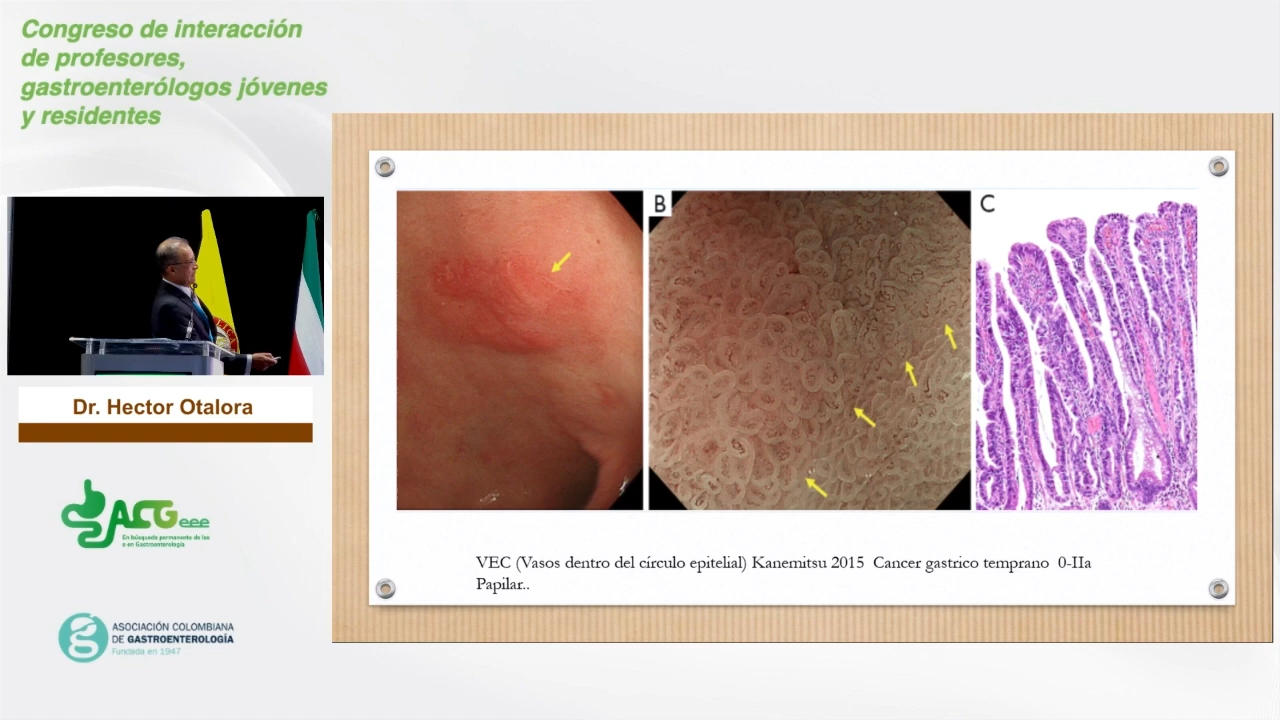 Congreso de interacción
de profesores,
gastroenterólogos jóvenes
y residentes
B
C
VEC (Vasos dentro del círculo epitelial) Kanemitsu 2015 Cancer gastrico temprano 0-IIa
Papilar..
Dr. Hector Otalora
ACG eee
En búsqueda permanente de los
e en Gastroenterología
ASOCIACIÓN COLOMBIANA
DE GASTROENTEROLOGÍA
Fundada en 1947